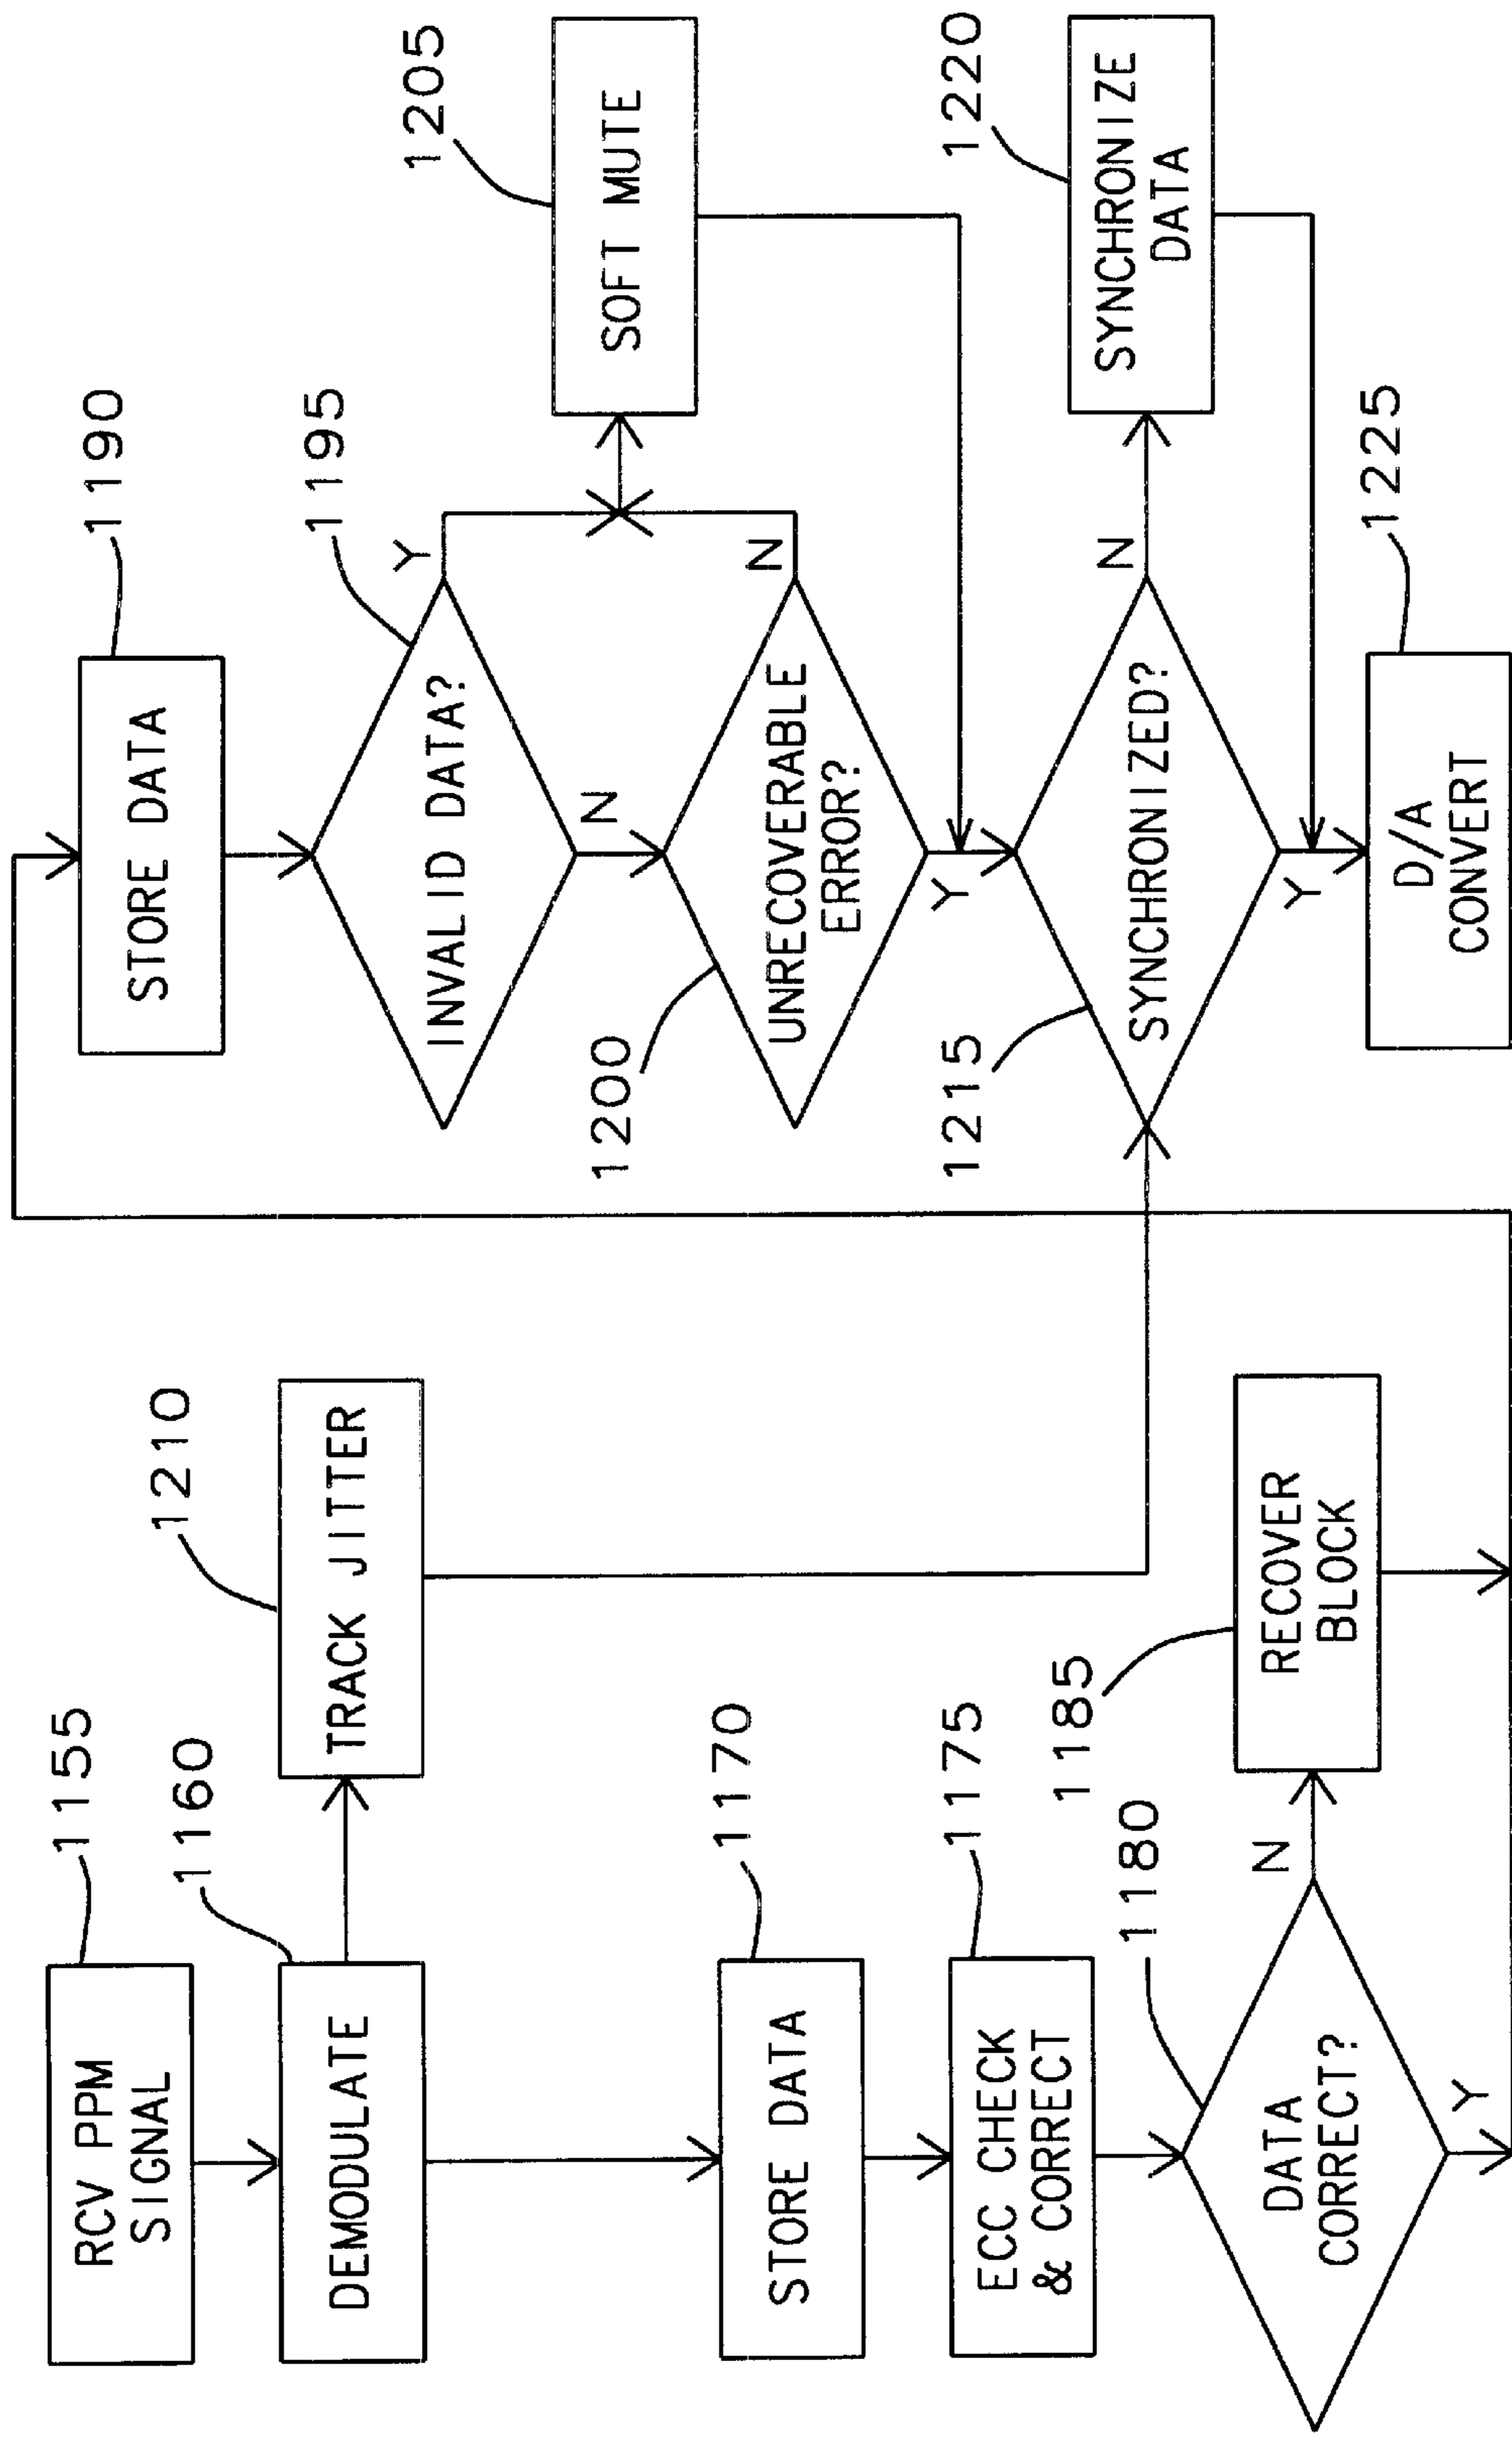 1155
RCV PPM
SIGNAL
1160
DEMODULATE
1210
TRACK JITTER
1170
STORE DATA
1175
ECC CHECK
& CORRECT
1180
DATA
CORRECT?
N
Y
1185
RECOVER
BLOCK
1190
STORE DATA
1195
INVALID DATA?
Y
N
1200
UNRECOVERABLE
ERROR?
N
Y
1205
SOFT MUTE
1215
SYNCHRONIZED?
N
Y
1220
SYNCHRONIZE
DATA
1225
D/A
CONVERT